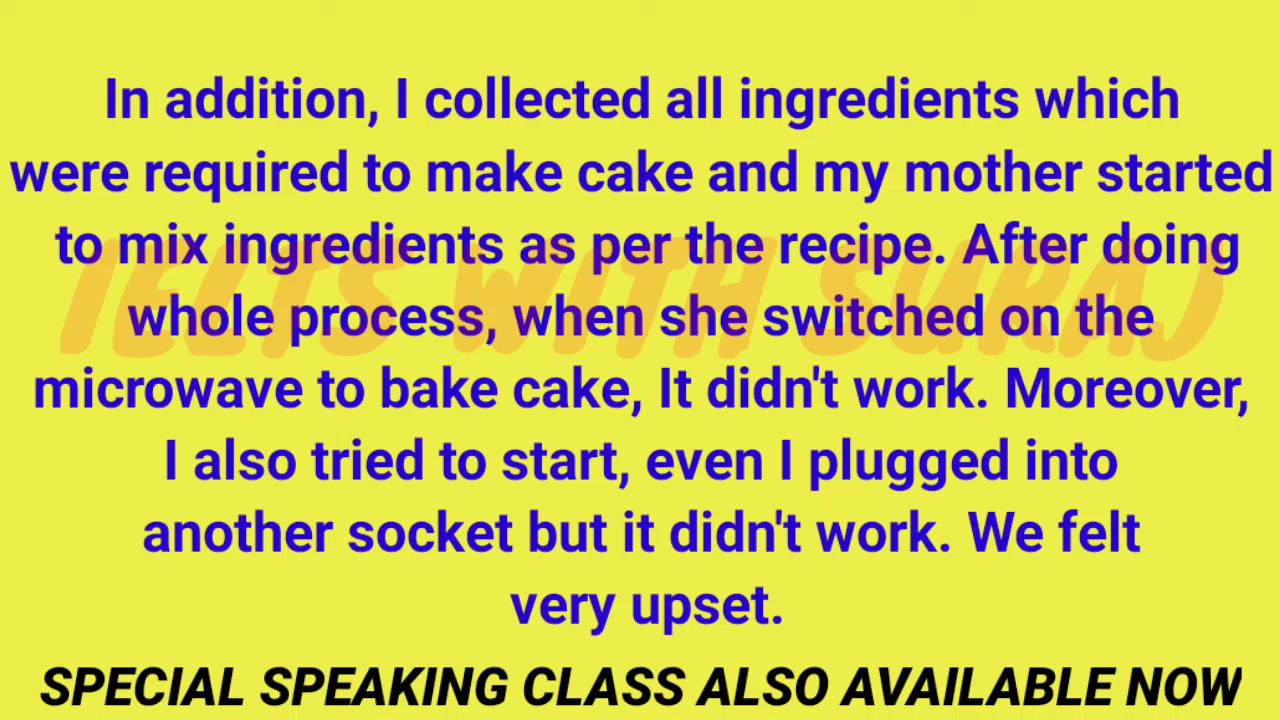 In addition, I collected all ingredients which
were required to make cake and my mother started
to mix ingredients as per the recipe. After doing
whole process, when she switched on the
microwave to bake cake, It didn't work. Moreover,
I also tried to start, even I plugged into
another socket but it didn't work. We felt
very upset.
IELTS WITH SURAJ
SPECIAL SPEAKING CLASS ALSO AVAILABLE NOW